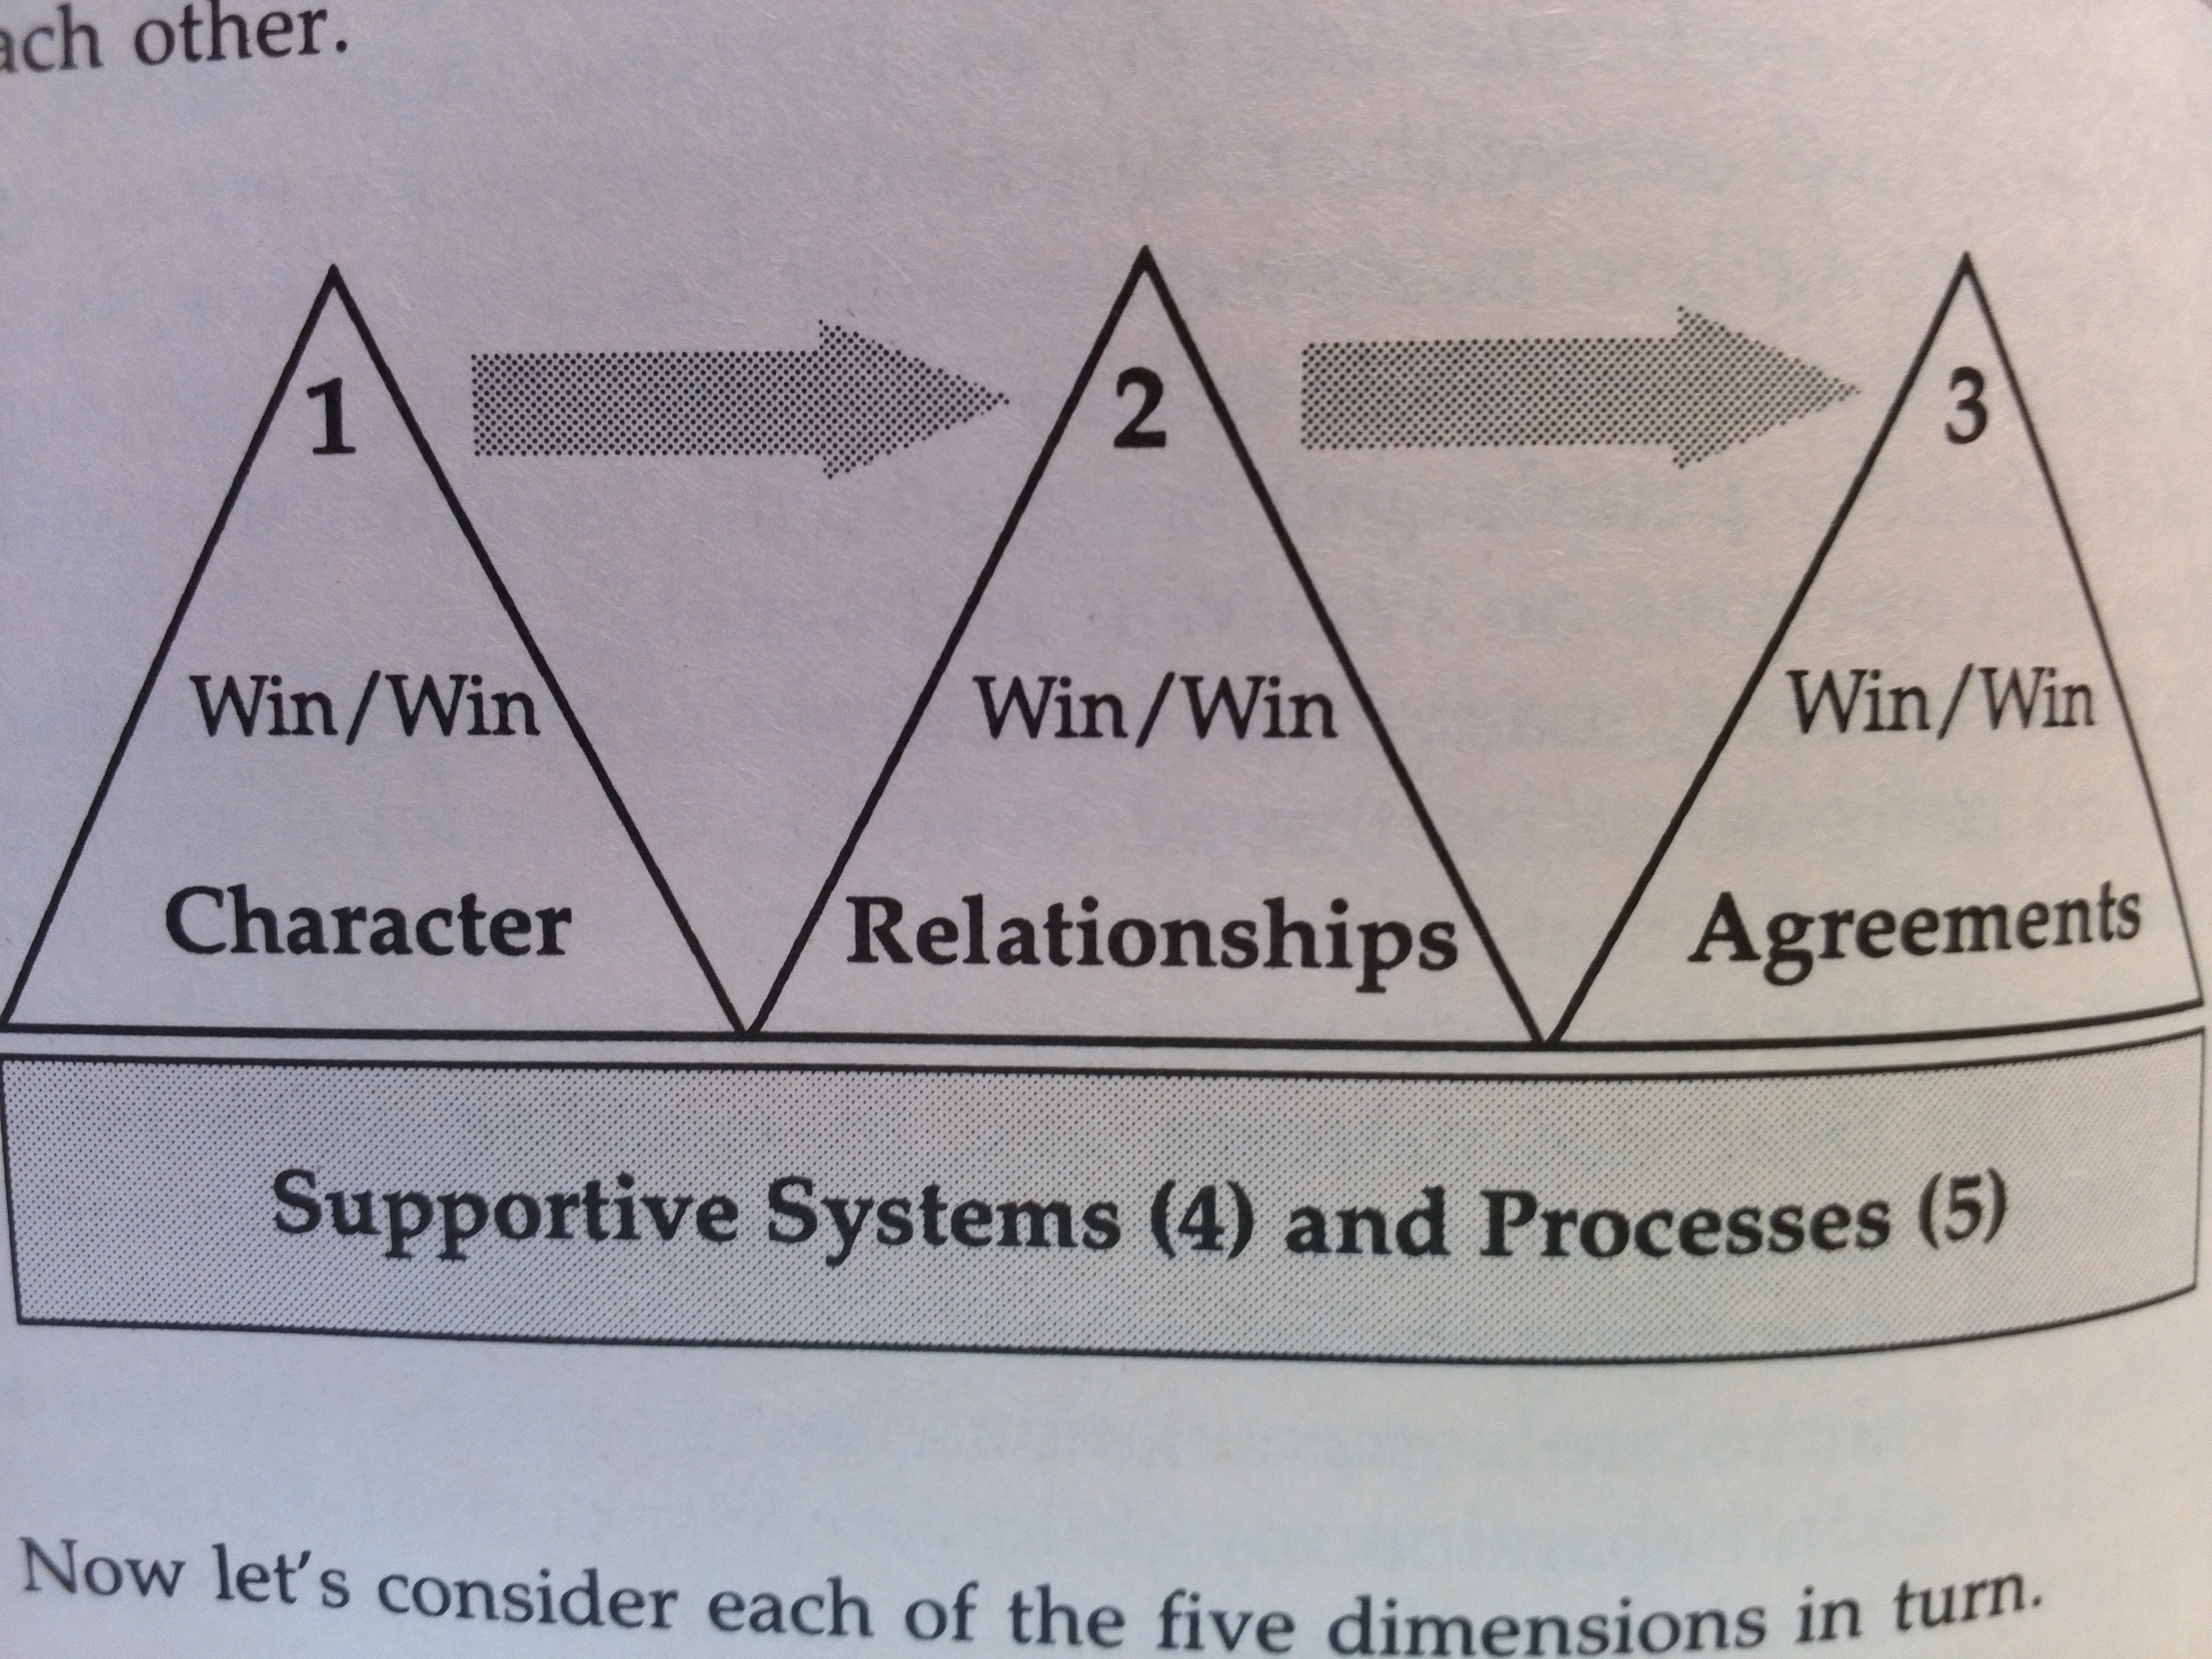 ach other.
1
2
3
Win/Win
Win/Win
Win/Win
Character
Relationships
Agreements
Supportive Systems (4) and Processes (5)
Now let's consider each of the five dimensions in turn.